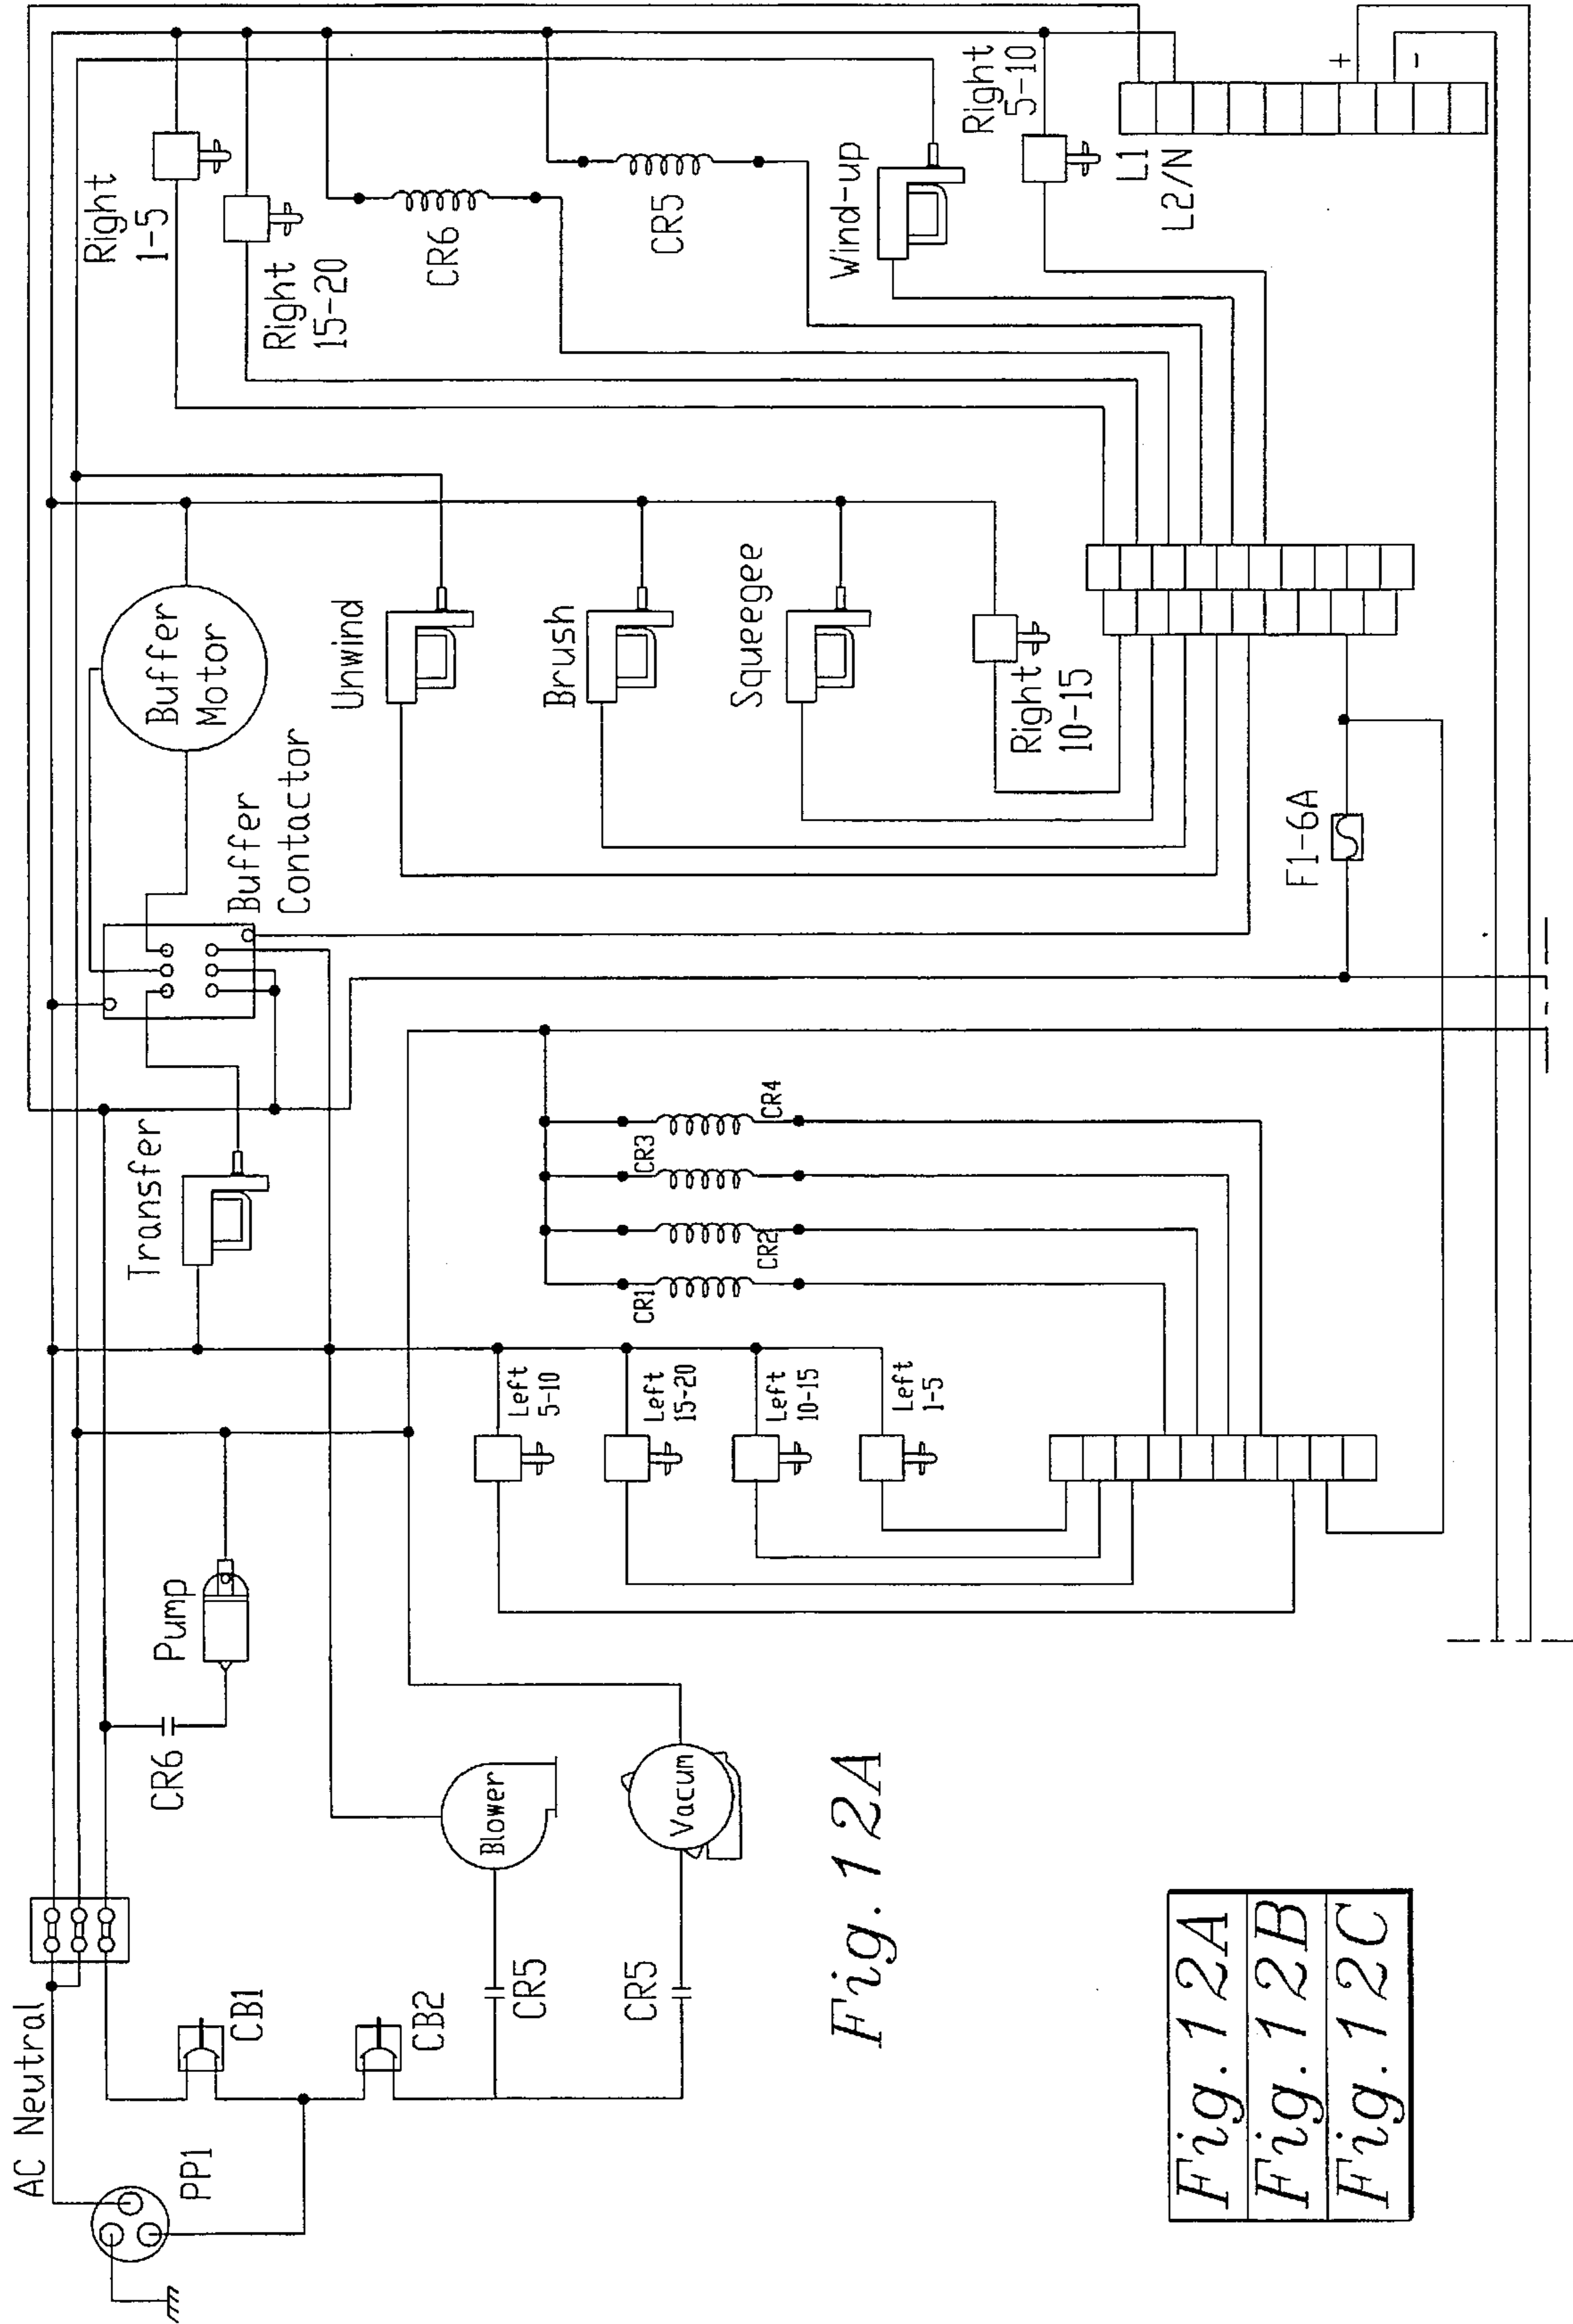 AC Neutral
PP1
CB1
CB2
CR6
Pump
CR5
Blower
CR5
Vacum
Transfer
Buffer
Contactor
Buffer
Motor
Left
5-10
Left
15-20
Left
10-15
Left
1-5
CR1
CR2
CR3
CR4
Unwind
Brush
Squeegee
Right
10-15
F1-6A
Right
1-5
Right
15-20
CR6
CR5
Wind-up
Right
5-10
L1
L2/N
+
-
Fig. 12A
Fig. 12A
Fig. 12B
Fig. 12C